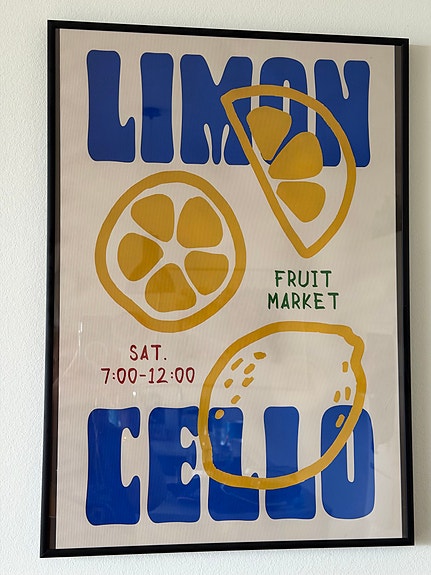 LIMON
FRUIT
MARKET
SAT.
7:00-12:00
CELLO